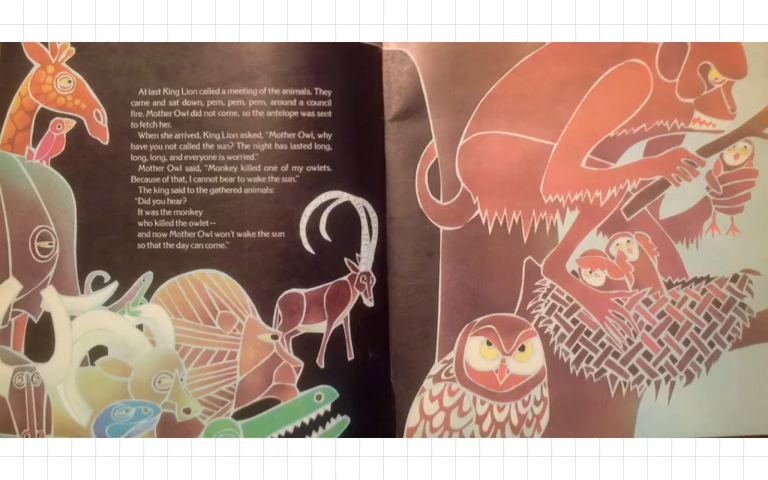 At last King Lion called a meeting of the animals. They
came and sat down, pem, pem, pem, around a council
fire. Mother Owl did not come, so the antelope was sent
to fetch her.
When she arrived, King Lion asked, "Mother Owl, why
have you not called the sun? The night has lasted long,
long, long, and everyone is worried."
Mother Owl said, "Monkey killed one of my owlets.
Because of that, I cannot bear to wake the sun."
The king said to the gathered animals:
"Did you hear?
It was the monkey
who killed the owlet—
and now Mother Owl won't wake the sun
so that the day can come."